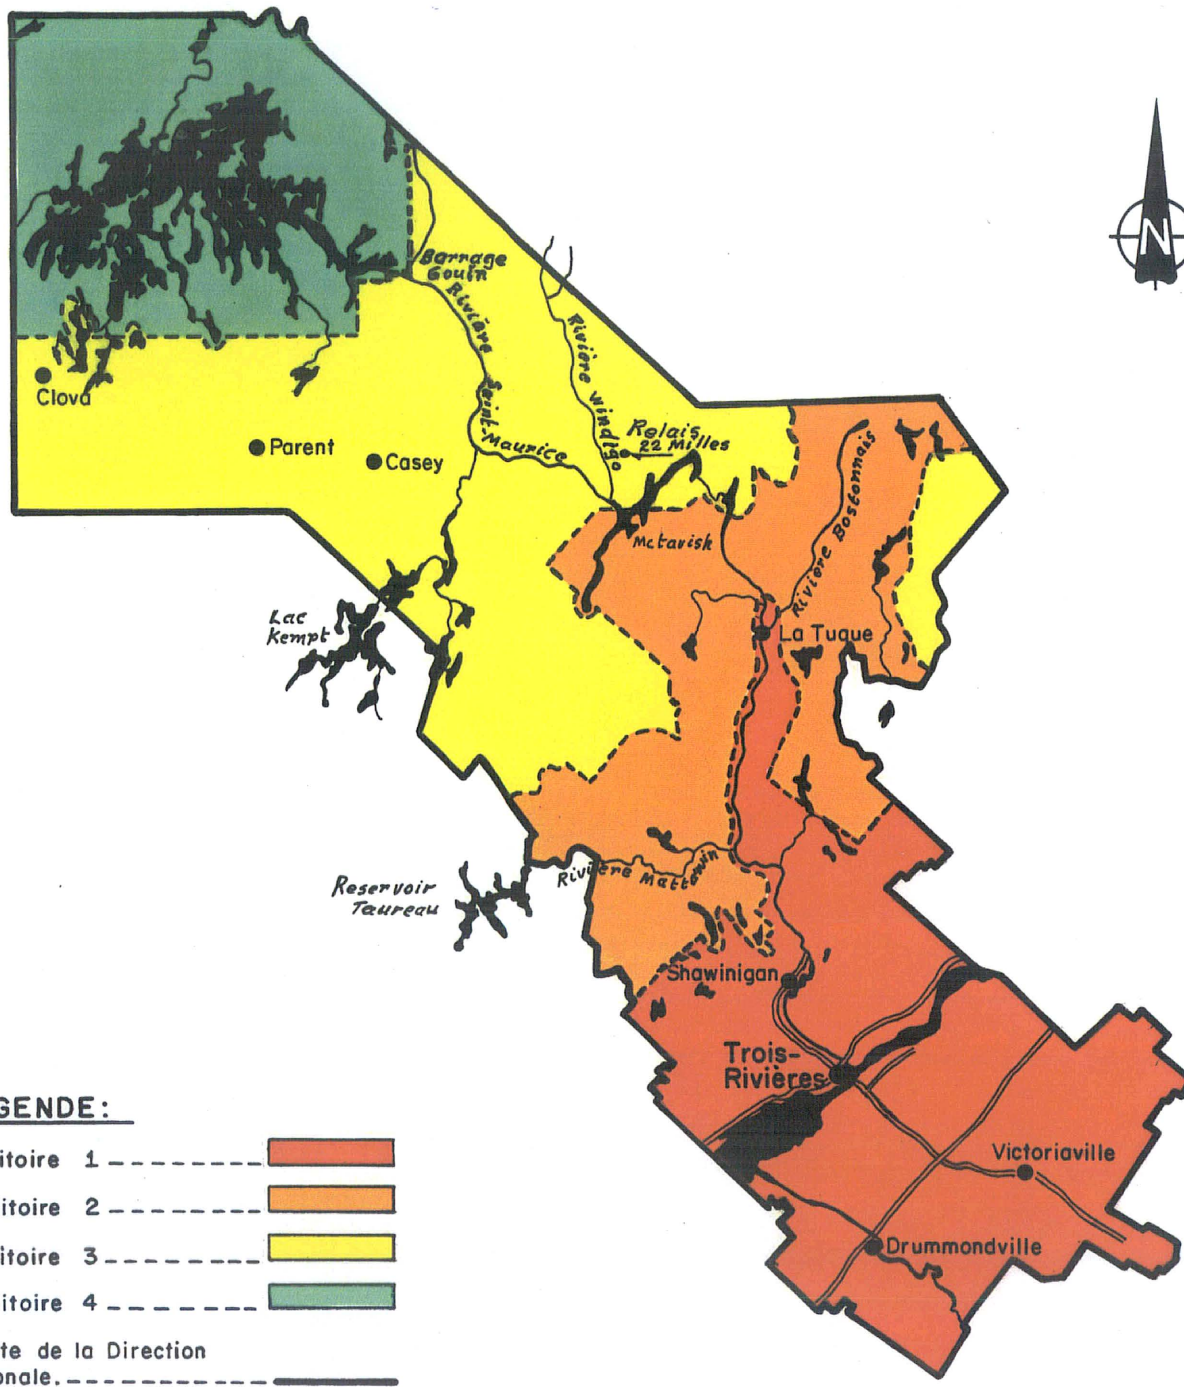 N
Barrage
Gouin
Rivière Saint-Maurice
Rivière Windigo
Clova
Parent
Casey
Relais
22 Milles
Rivière Bostonnais
Mctavish
Lac
Kempt
La Tuque
Rivière Mattawin
Reservoir
Taureau
Shawinigan
Trois-
Rivières
Victoriaville
Drummondville
GENDE:
itoire 1
itoire 2
itoire 3
itoire 4
te de la Direction
onale.